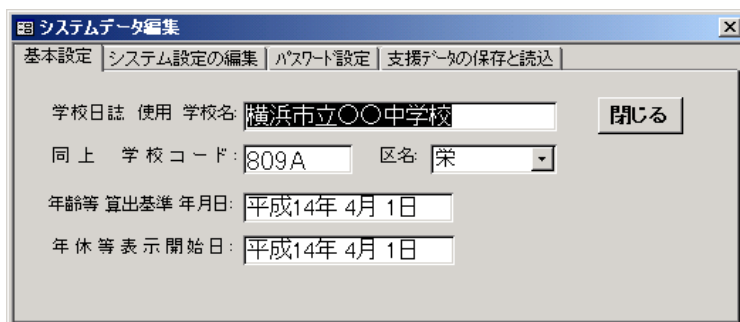 システムデータ編集
基本設定 システム設定の編集 パスワード設定 支援データの保存と読込
学校日誌 使用 学校名: 横浜市立〇〇中学校 閉じる
同上 学校コード: 809A 区名: 栄
年齢等 算出基準 年月日: 平成14年 4月 1日
年休等表示開始日: 平成14年 4月 1日